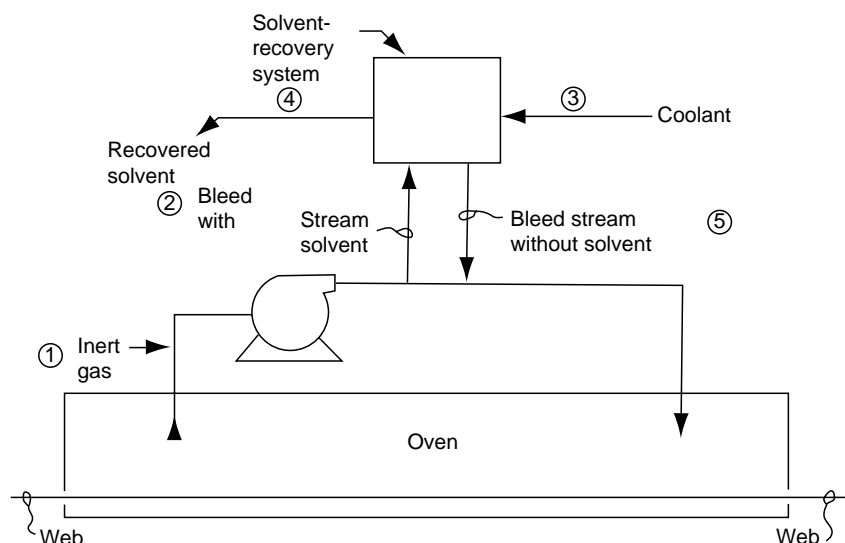 Solvent-
recovery
system
④
③
Coolant
Recovered
solvent
② Bleed
with
Stream
solvent
Bleed stream
without solvent
⑤
① Inert
gas
Oven
Web
Web